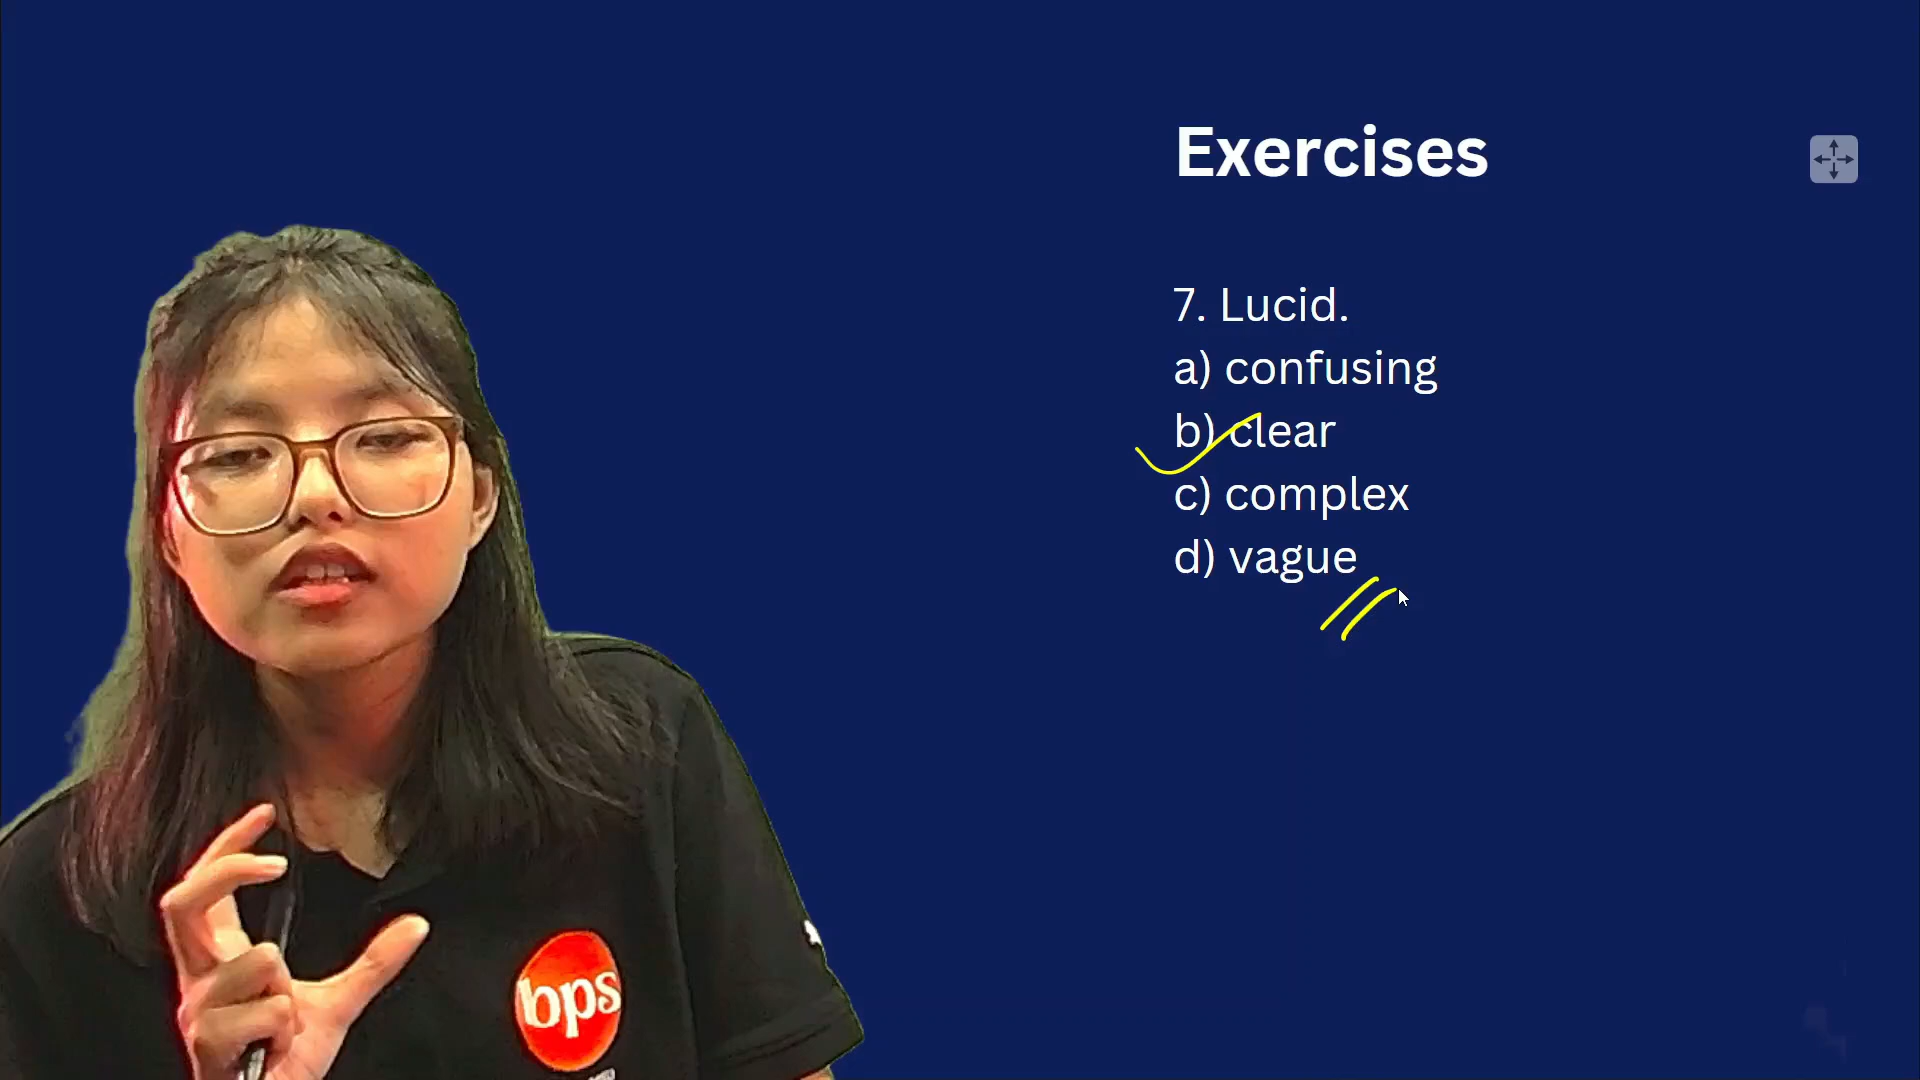 Exercises
7. Lucid.
a) confusing
b) clear
c) complex
d) vague
bps